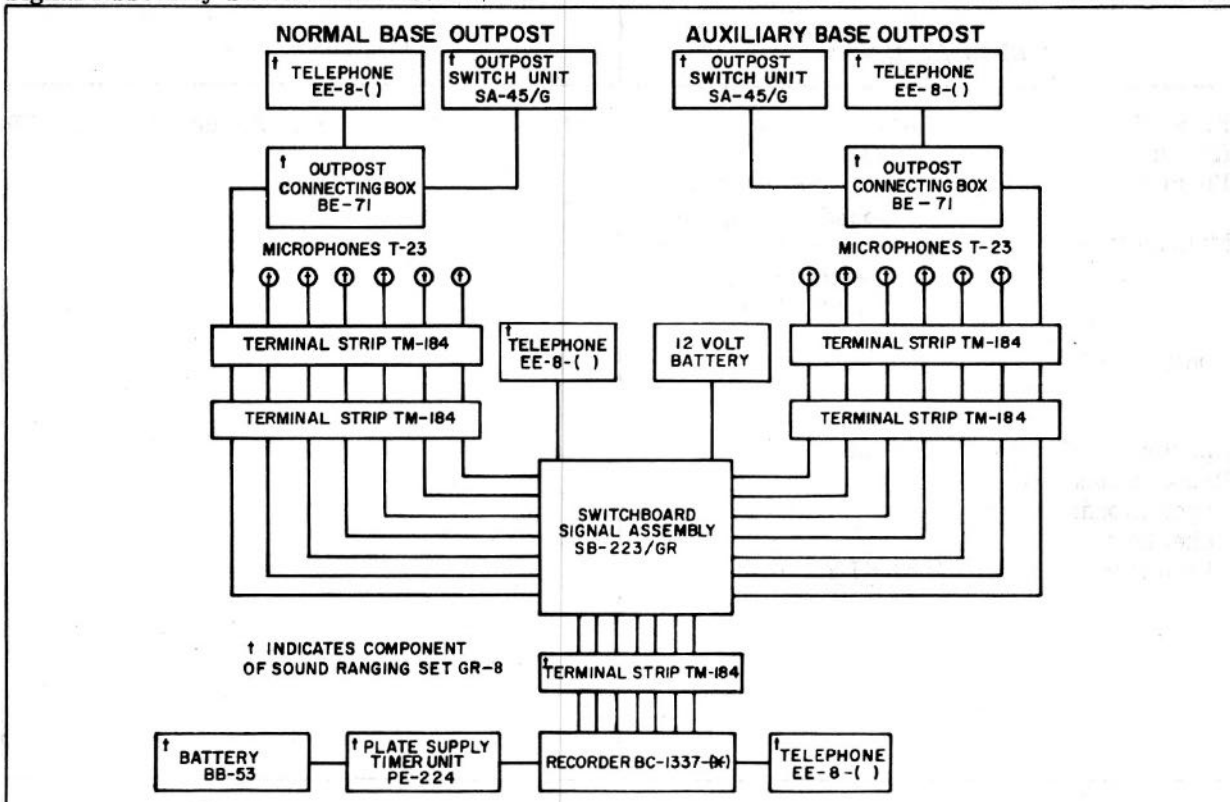 NORMAL BASE OUTPOST
AUXILIARY BASE OUTPOST
† TELEPHONE
EE-8-( )
† OUTPOST
SWITCH UNIT
SA-45/G
† OUTPOST
SWITCH UNIT
SA-45/G
† TELEPHONE
EE-8-( )
† OUTPOST
CONNECTING BOX
BE-71
† OUTPOST
CONNECTING BOX
BE-71
MICROPHONES T-23
MICROPHONES T-23
† † † † † †
† † † † † †
TERMINAL STRIP TM-184
† TELEPHONE
EE-8-( )
12 VOLT
BATTERY
TERMINAL STRIP TM-184
TERMINAL STRIP TM-184
TERMINAL STRIP TM-184
SWITCHBOARD
SIGNAL ASSEMBLY
SB-223/GR
† INDICATES COMPONENT
OF SOUND RANGING SET GR-8
† TERMINAL STRIP TM-184
† BATTERY
BB-53
† PLATE SUPPLY
TIMER UNIT
PE-224
RECORDER BC-1337-(*)
† TELEPHONE
EE-8-( )